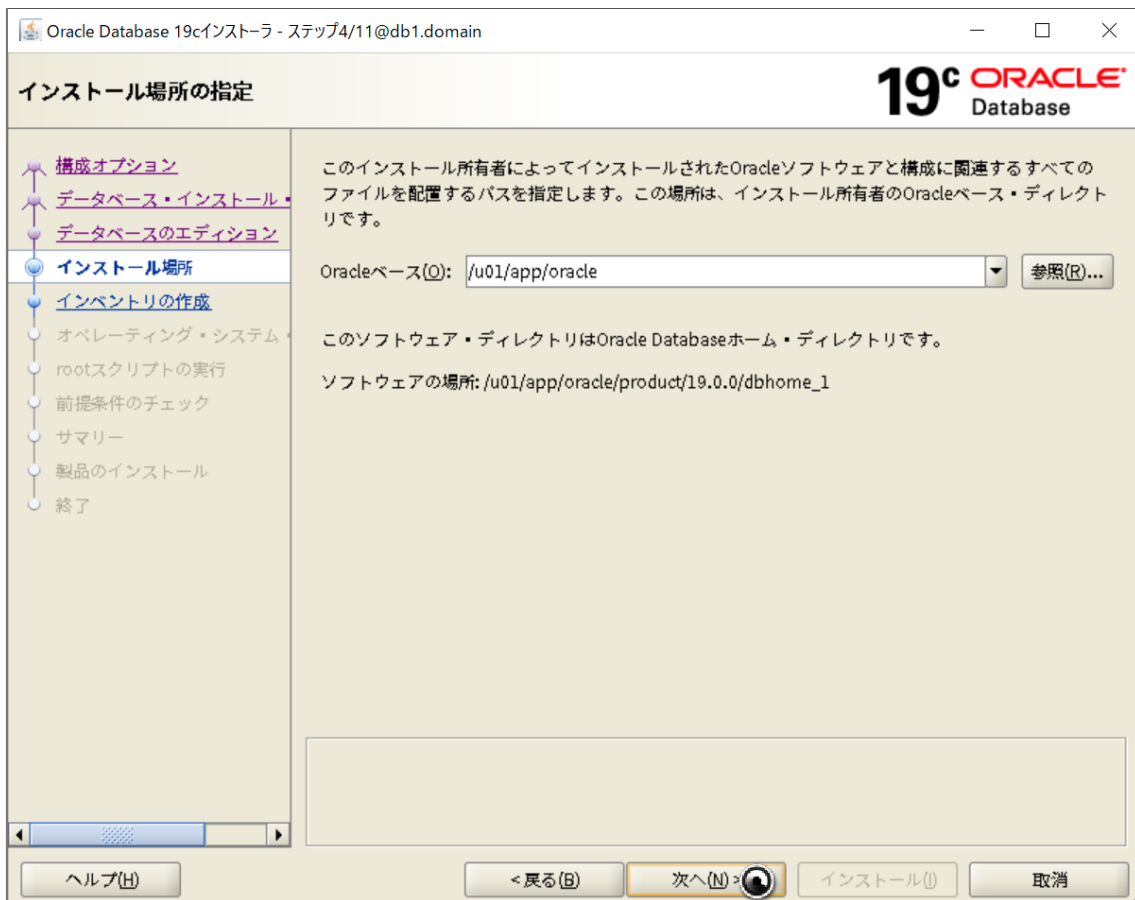 Oracle Database 19cインストーラ - ステップ4/11@db1.domain
インストール場所の指定
19c ORACLE
Database
構成オプション
データベース・インストール・
データベースのエディション
インストール場所
インベントリの作成
オペレーティング・システム・
rootスクリプトの実行
前提条件のチェック
サマリー
製品のインストール
終了
このインストール所有者によってインストールされたOracleソフトウェアと構成に関連するすべての
ファイルを配置するパスを指定します。この場所は、インストール所有者のOracleベース・ディレクト
リです。
Oracleベース(O): /u01/app/oracle 参照(R)...
このソフトウェア・ディレクトリはOracle Databaseホーム・ディレクトリです。
ソフトウェアの場所: /u01/app/oracle/product/19.0.0/dbhome_1
ヘルプ(H) <戻る(B) 次へ(N)> インストール(I) 取消